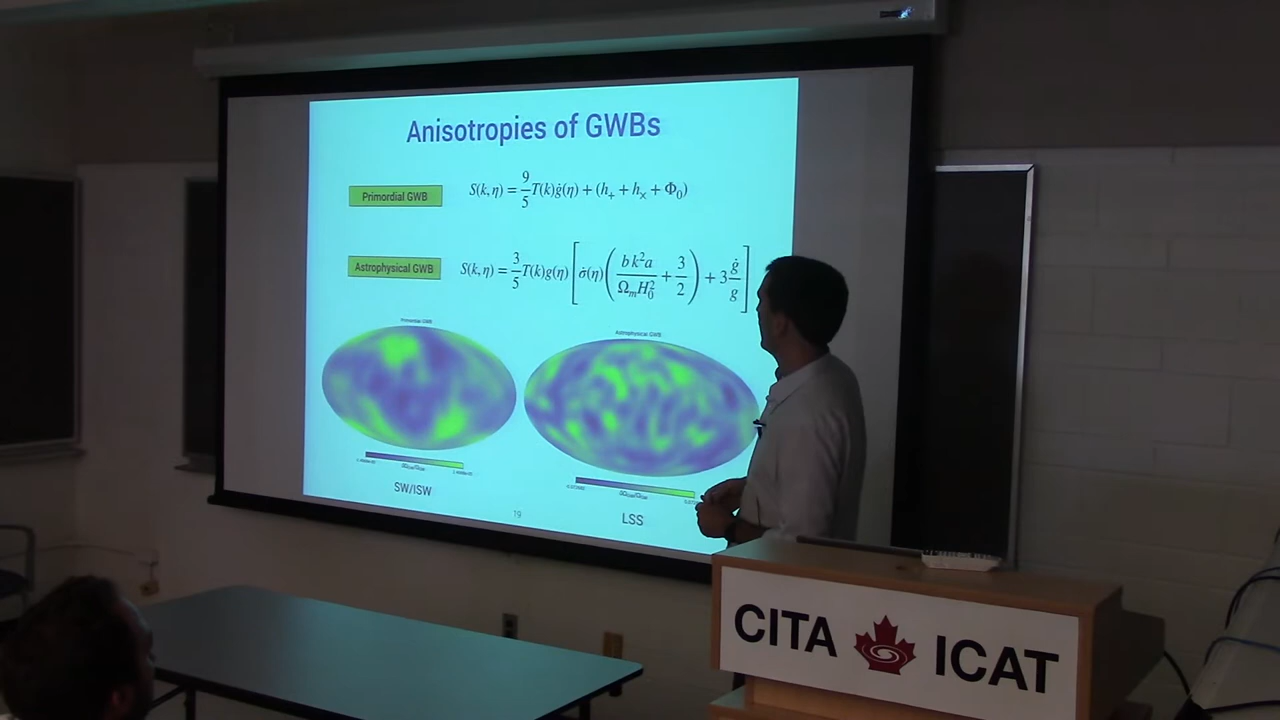 Anisotropies of GWBs
Primordial GWB
S(k, η) = 9/5 T(k)ġ(η) + (h₊ + hₓ + Φ₀)
Astrophysical GWB
S(k, η) = 3/5 T(k)g(η) [ σ̇(η) ( b k²a / Ω_m H₀² + 3/2 ) + 3 ġ/g ]
Primordial GWB
Astrophysical GWB
SW/ISW
LSS
19
CITA ICAT